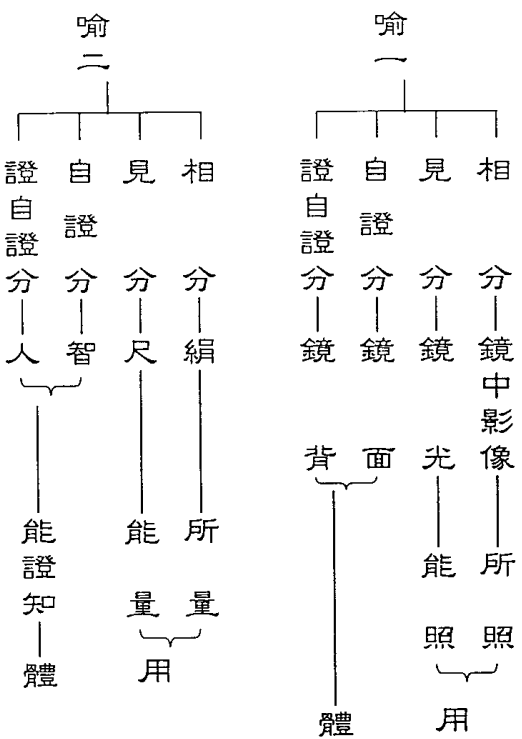 喻一
相分鏡中影像所照
見分鏡光能照
用
自證分鏡面
證自證分鏡背
體
喻二
相分絹所量
見分尺能量
用
自證分智
證自證分人
能證知體